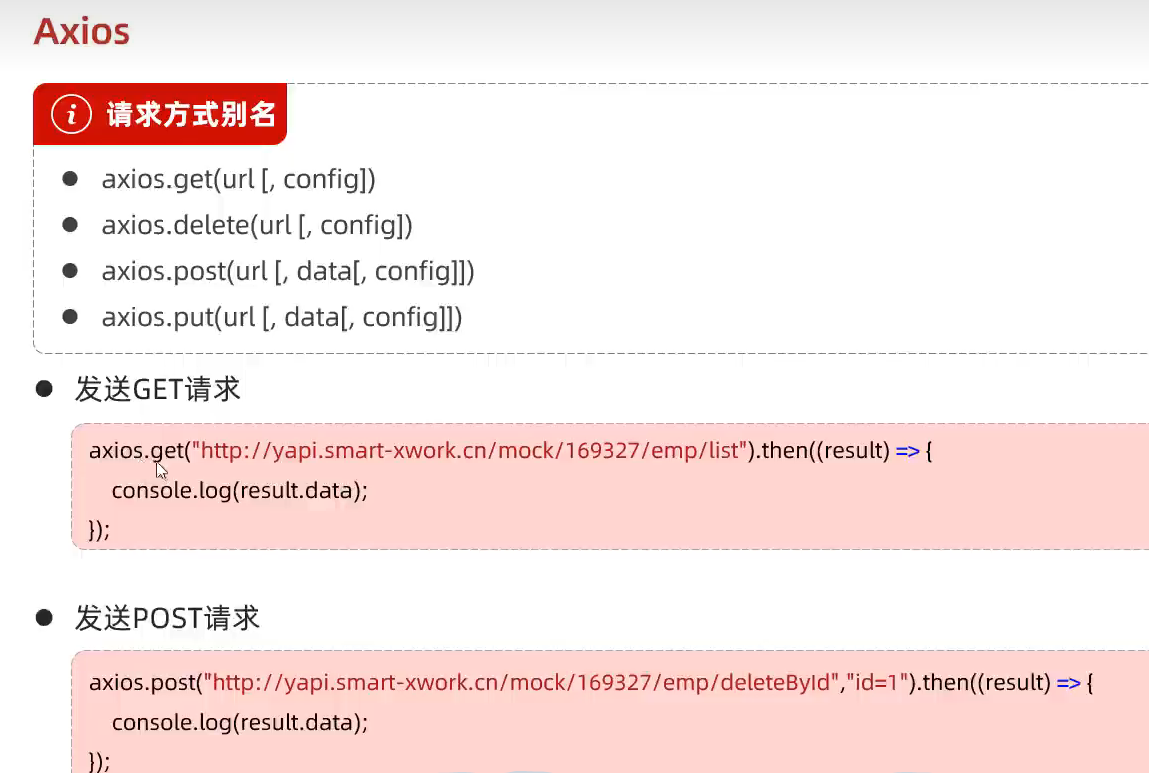 Axios
i 请求方式别名
● axios.get(url [, config])
● axios.delete(url [, config])
● axios.post(url [, data[, config]])
● axios.put(url [, data[, config]])
● 发送GET请求
axios.get("http://yapi.smart-xwork.cn/mock/169327/emp/list").then((result) => {
console.log(result.data);
});
● 发送POST请求
axios.post("http://yapi.smart-xwork.cn/mock/169327/emp/deleteById","id=1").then((result) => {
console.log(result.data);
});